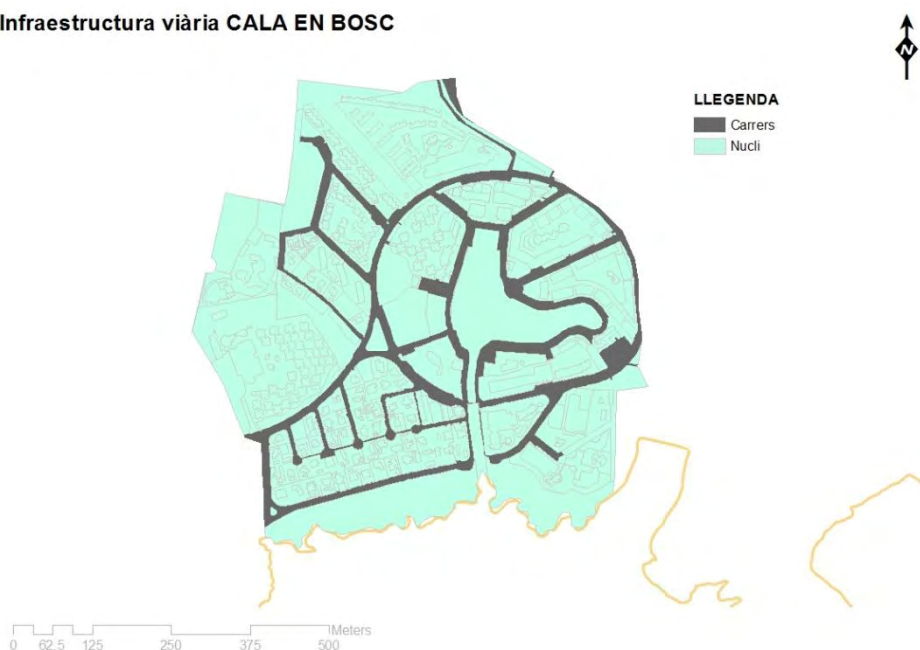 Infraestructura viària CALA EN BOSC
N
LLEGENDA
Carrers
Nucli
Meters
0 62.5 125 250 375 500